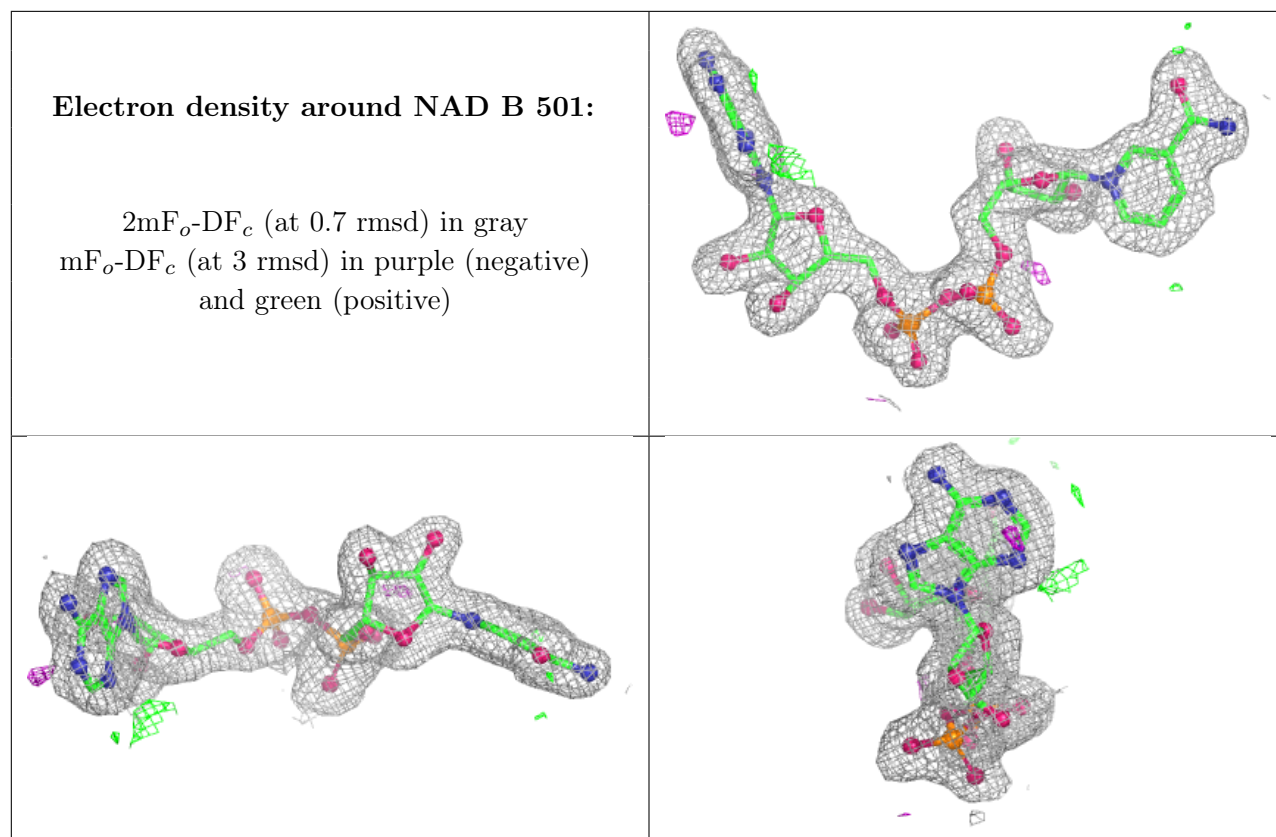 Electron density around NAD B 501:
2mFₒ-DF𝒸 (at 0.7 rmsd) in gray
mFₒ-DF𝒸 (at 3 rmsd) in purple (negative)
and green (positive)